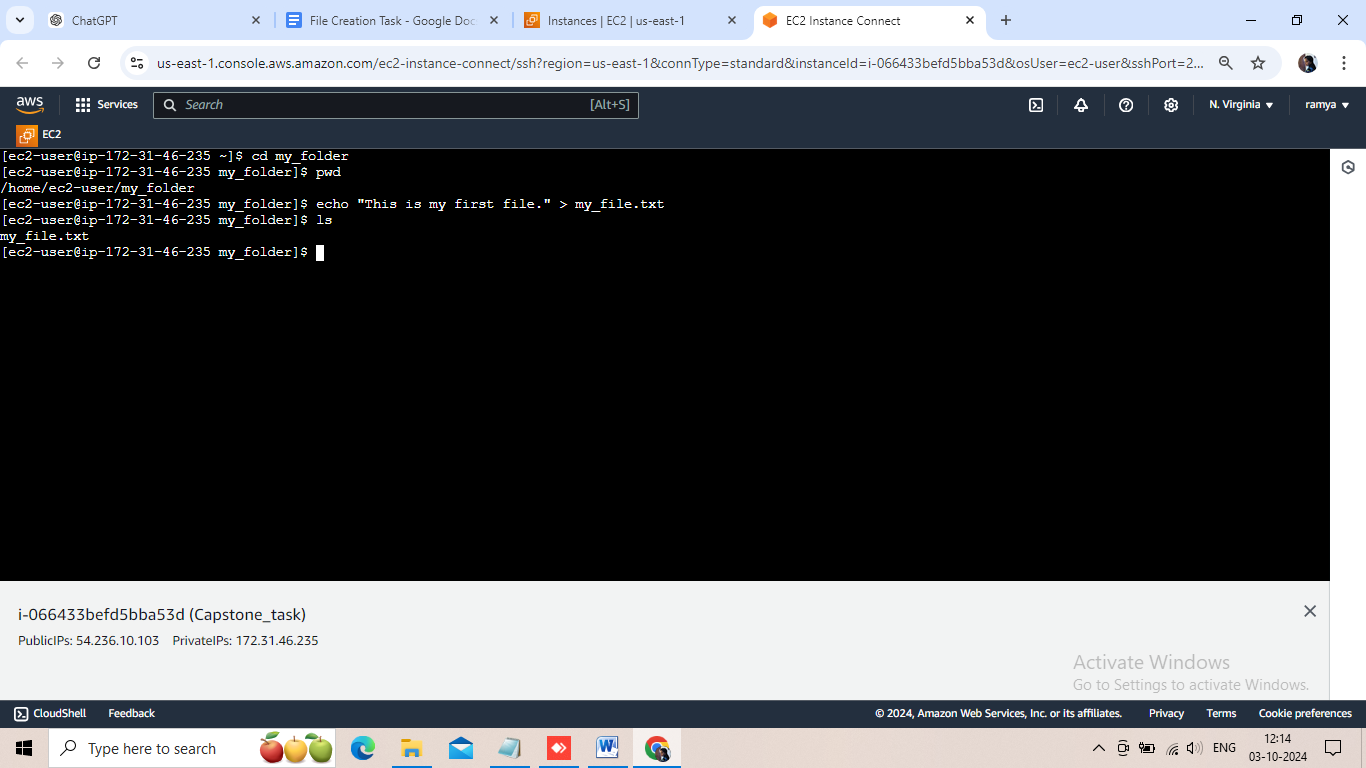 ChatGPT
File Creation Task - Google Doc
Instances | EC2 | us-east-1
EC2 Instance Connect
us-east-1.console.aws.amazon.com/ec2-instance-connect/ssh?region=us-east-1&connType=standard&instanceId=i-066433befd5bba53d&osUser=ec2-user&sshPort=2...
aws
Services
Search
[Alt+S]
N. Virginia
ramya
EC2
[ec2-user@ip-172-31-46-235 ~]$ cd my_folder
[ec2-user@ip-172-31-46-235 my_folder]$ pwd
/home/ec2-user/my_folder
[ec2-user@ip-172-31-46-235 my_folder]$ echo "This is my first file." > my_file.txt
[ec2-user@ip-172-31-46-235 my_folder]$ ls
my_file.txt
[ec2-user@ip-172-31-46-235 my_folder]$
i-066433befd5bba53d (Capstone_task)
PublicIPs: 54.236.10.103 PrivateIPs: 172.31.46.235
Activate Windows
Go to Settings to activate Windows.
CloudShell
Feedback
© 2024, Amazon Web Services, Inc. or its affiliates.
Privacy
Terms
Cookie preferences
Type here to search
ENG
12:14
03-10-2024